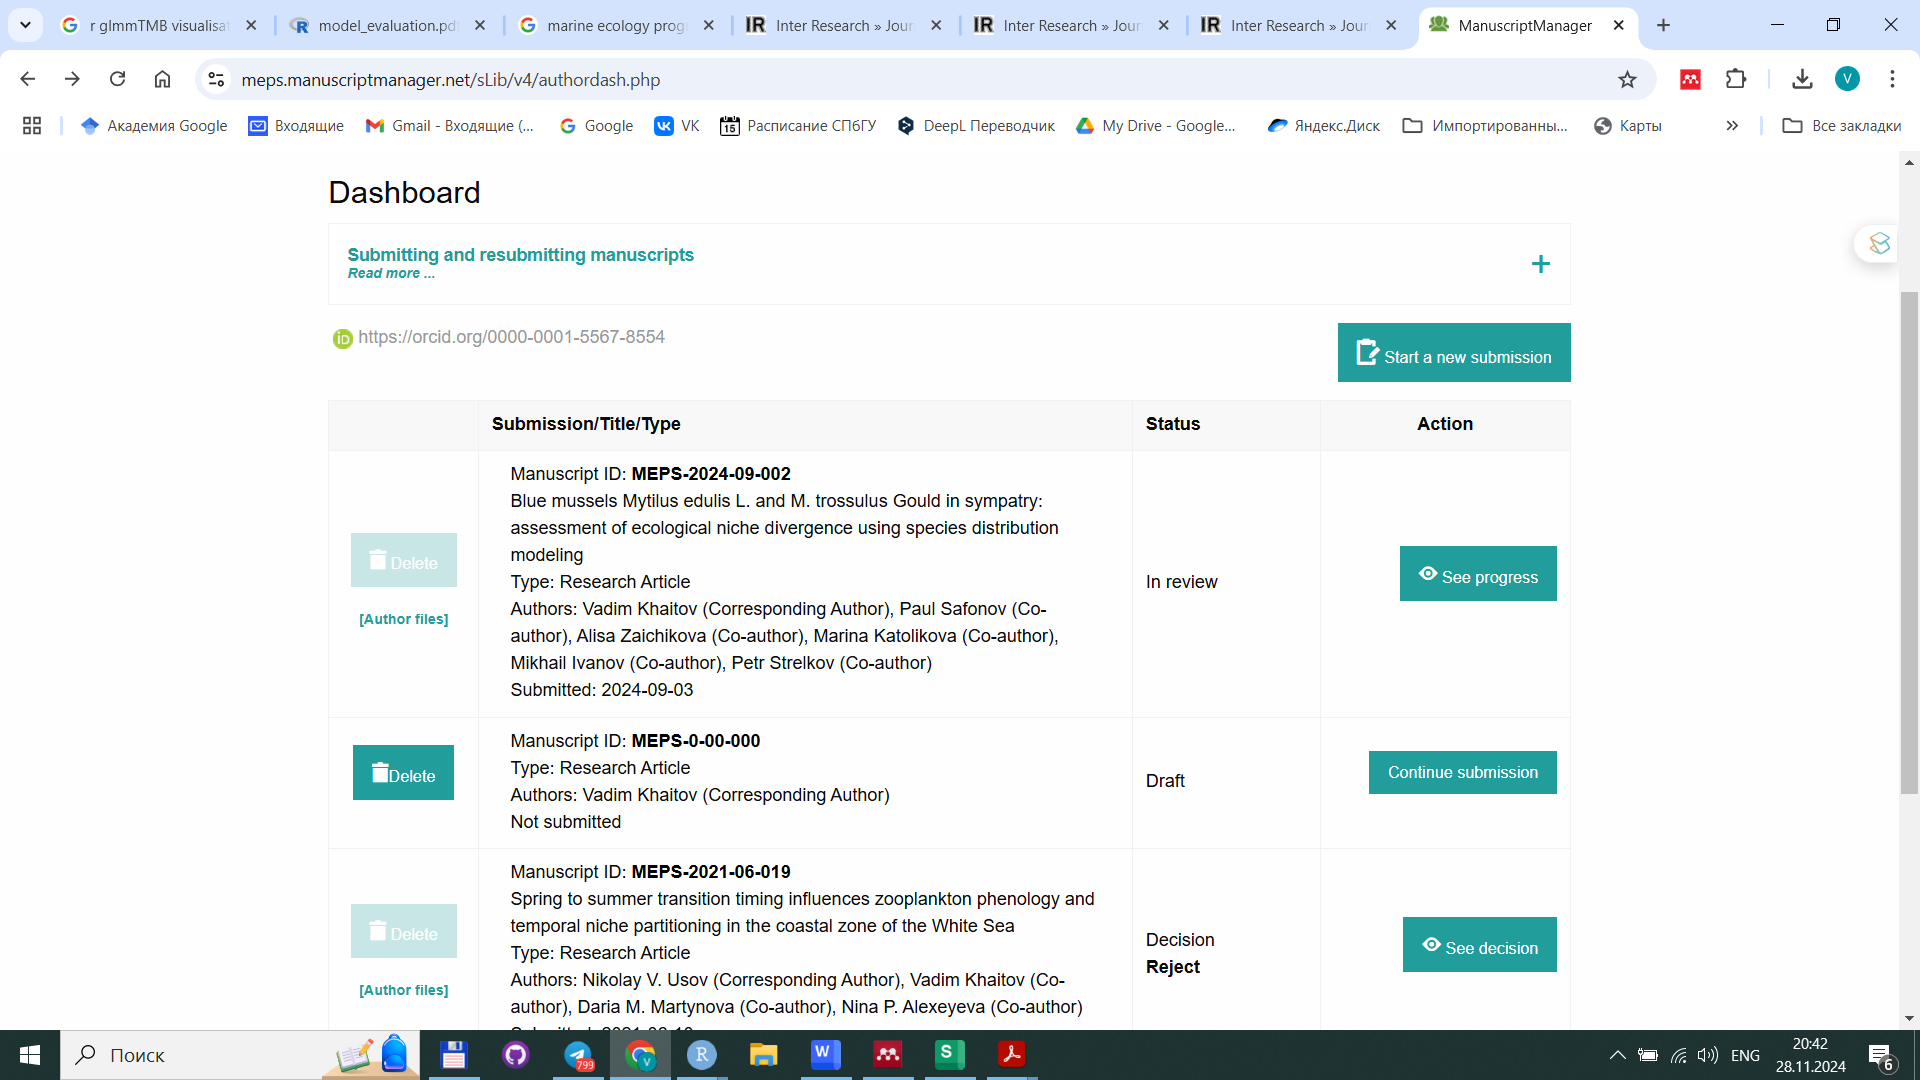 r glmmTMB visualisat
model_evaluation.pdf
marine ecology prog
Inter Research » Jour
Inter Research » Jour
Inter Research » Jour
ManuscriptManager
meps.manuscriptmanager.net/sLib/v4/authordash.php
V
Академия Google
Входящие
Gmail - Входящие (...
Google
VK
15
Расписание СПбГУ
DeepL Переводчик
My Drive - Google...
Яндекс.Диск
Импортированны...
Карты
Все закладки
Dashboard
Submitting and resubmitting manuscripts
Read more ...
https://orcid.org/0000-0001-5567-8554
Start a new submission
Submission/Title/Type
Status
Action
Manuscript ID: MEPS-2024-09-002
Blue mussels Mytilus edulis L. and M. trossulus Gould in sympatry:
assessment of ecological niche divergence using species distribution
modeling
Type: Research Article
Authors: Vadim Khaitov (Corresponding Author), Paul Safonov (Co-
author), Alisa Zaichikova (Co-author), Marina Katolikova (Co-author),
Mikhail Ivanov (Co-author), Petr Strelkov (Co-author)
Submitted: 2024-09-03
Delete
[Author files]
In review
See progress
Manuscript ID: MEPS-0-00-000
Type: Research Article
Authors: Vadim Khaitov (Corresponding Author)
Not submitted
Delete
Draft
Continue submission
Manuscript ID: MEPS-2021-06-019
Spring to summer transition timing influences zooplankton phenology and
temporal niche partitioning in the coastal zone of the White Sea
Type: Research Article
Authors: Nikolay V. Usov (Corresponding Author), Vadim Khaitov (Co-
author), Daria M. Martynova (Co-author), Nina P. Alexeyeva (Co-author)
Delete
[Author files]
Decision
Reject
See decision
Поиск
799
ENG
20:42
28.11.2024
6